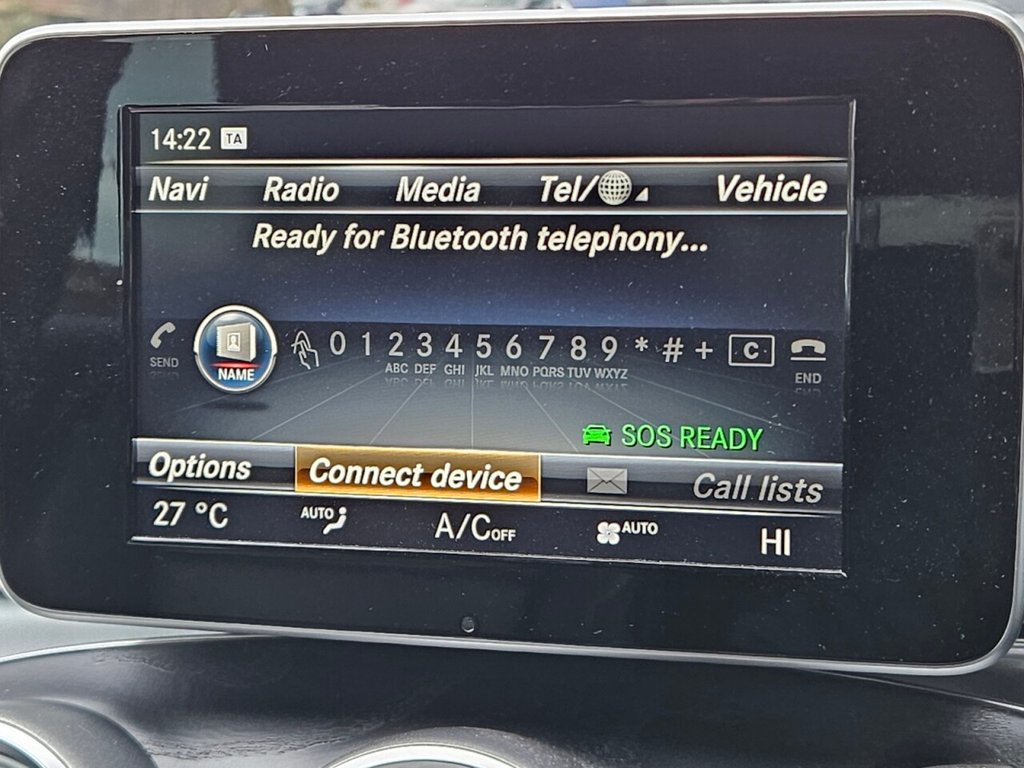 14:22 TA
Navi Radio Media Tel/ Vehicle
Ready for Bluetooth telephony...
SEND NAME 0 1 2 3 4 5 6 7 8 9 * # + C END
ABC DEF GHI JKL MNO PQRS TUV WXYZ
SOS READY
Options Connect device Call lists
27 °C AUTO A/C OFF AUTO HI